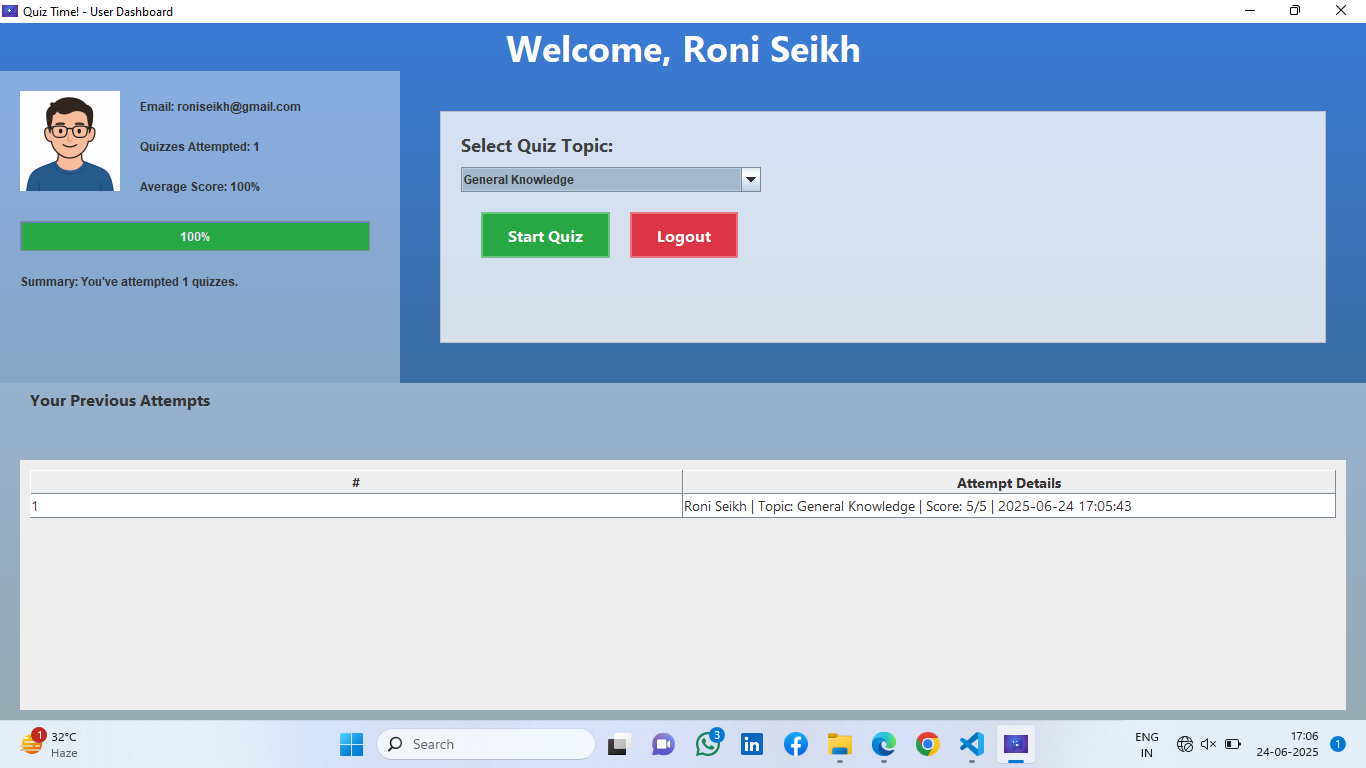 Quiz Time! - User Dashboard
Welcome, Roni Seikh
Email: roniseikh@gmail.com
Quizzes Attempted: 1
Average Score: 100%
100%
Summary: You've attempted 1 quizzes.
Select Quiz Topic:
General Knowledge
Start Quiz
Logout
Your Previous Attempts
# Attempt Details
1 Roni Seikh | Topic: General Knowledge | Score: 5/5 | 2025-06-24 17:05:43
1
32°C
Haze
Search
3
in
ENG
IN
17:06
24-06-2025
1